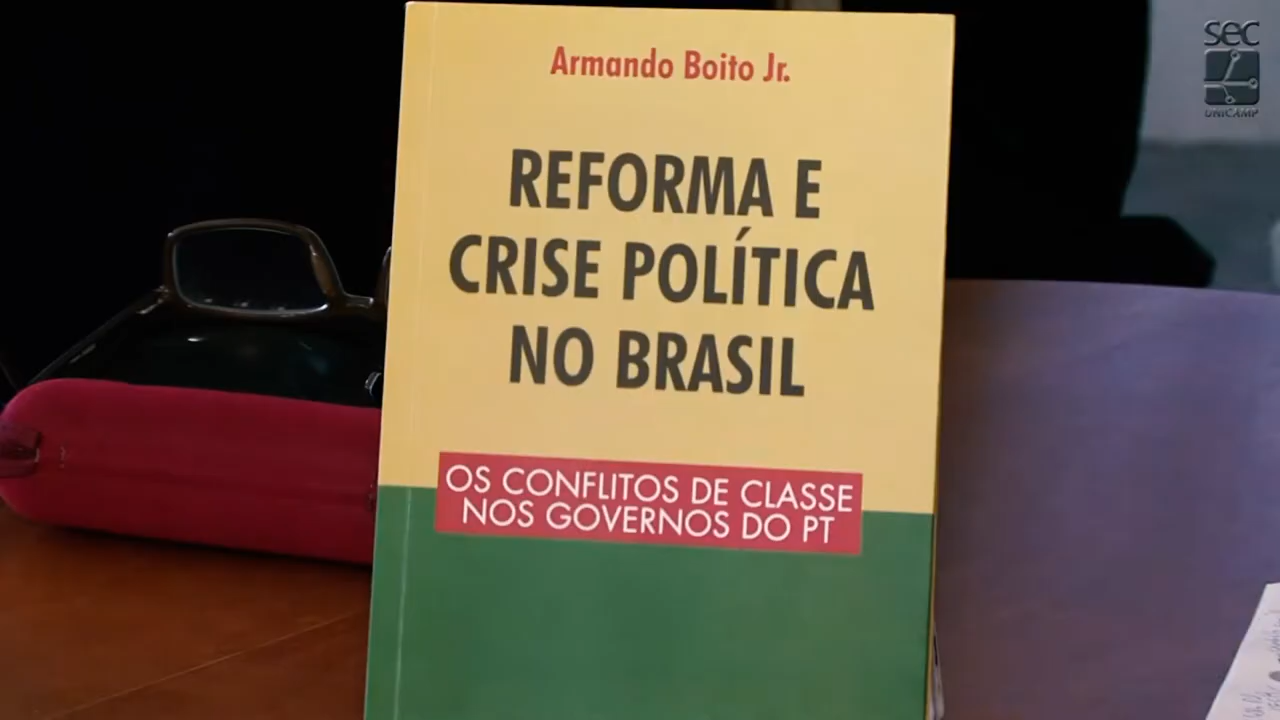 Armando Boito Jr.
REFORMA E
CRISE POLÍTICA
NO BRASIL
OS CONFLITOS DE CLASSE
NOS GOVERNOS DO PT
sec
UNICAMP